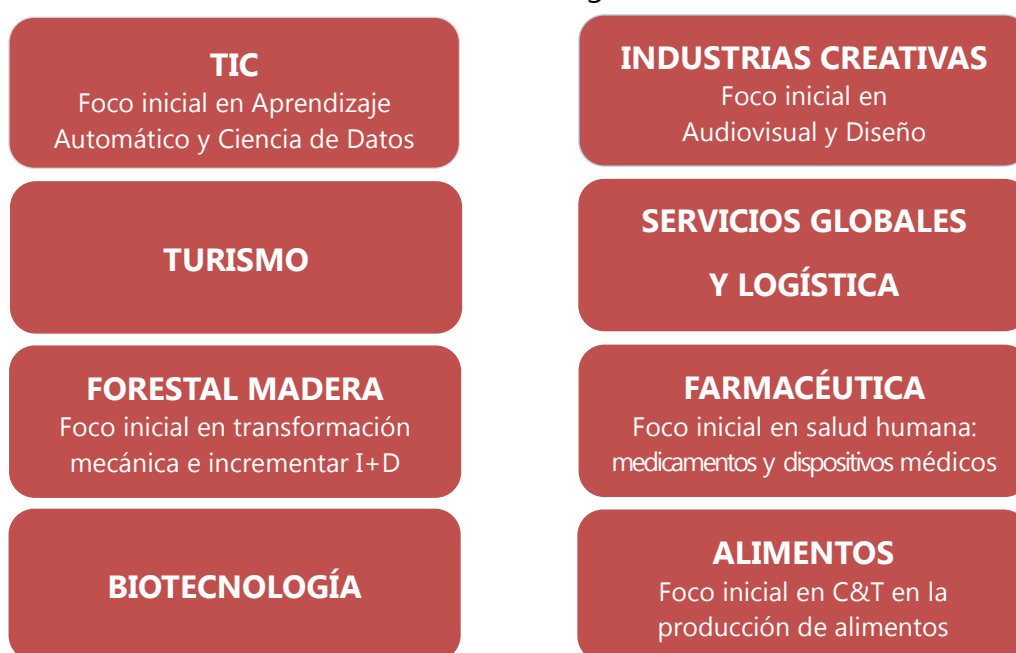 TIC
Foco inicial en Aprendizaje
Automático y Ciencia de Datos
INDUSTRIAS CREATIVAS
Foco inicial en
Audiovisual y Diseño
TURISMO
SERVICIOS GLOBALES
Y LOGÍSTICA
FORESTAL MADERA
Foco inicial en transformación
mecánica e incrementar I+D
FARMACÉUTICA
Foco inicial en salud humana:
medicamentos y dispositivos médicos
BIOTECNOLOGÍA
ALIMENTOS
Foco inicial en C&T en la
producción de alimentos